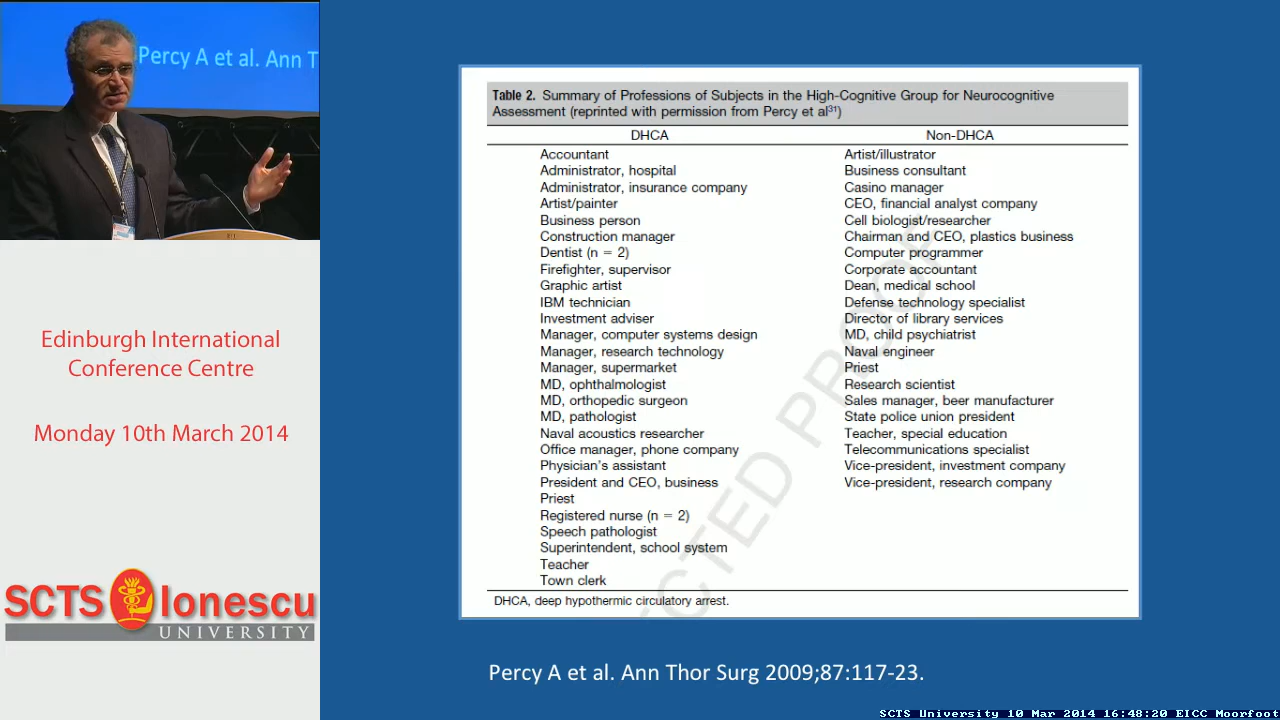 Percy A et al. Ann T
Edinburgh International
Conference Centre
Monday 10th March 2014
SCTS Ionescu
UNIVERSITY
Table 2. Summary of Professions of Subjects in the High-Cognitive Group for Neurocognitive
Assessment (reprinted with permission from Percy et al31)
DHCA Non-DHCA
Accountant Artist/illustrator
Administrator, hospital Business consultant
Administrator, insurance company Casino manager
Artist/painter CEO, financial analyst company
Business person Cell biologist/researcher
Construction manager Chairman and CEO, plastics business
Dentist (n = 2) Computer programmer
Firefighter, supervisor Corporate accountant
Graphic artist Dean, medical school
IBM technician Defense technology specialist
Investment adviser Director of library services
Manager, computer systems design MD, child psychiatrist
Manager, research technology Naval engineer
Manager, supermarket Priest
MD, ophthalmologist Research scientist
MD, orthopedic surgeon Sales manager, beer manufacturer
MD, pathologist State police union president
Naval acoustics researcher Teacher, special education
Office manager, phone company Telecommunications specialist
Physician's assistant Vice-president, investment company
President and CEO, business Vice-president, research company
Priest
Registered nurse (n = 2)
Speech pathologist
Superintendent, school system
Teacher
Town clerk
DHCA, deep hypothermic circulatory arrest.
ECTED PROOF
Percy A et al. Ann Thor Surg 2009;87:117-23.
SCTS University 10 Mar 2014 16:48:20 EICC Moorfoot